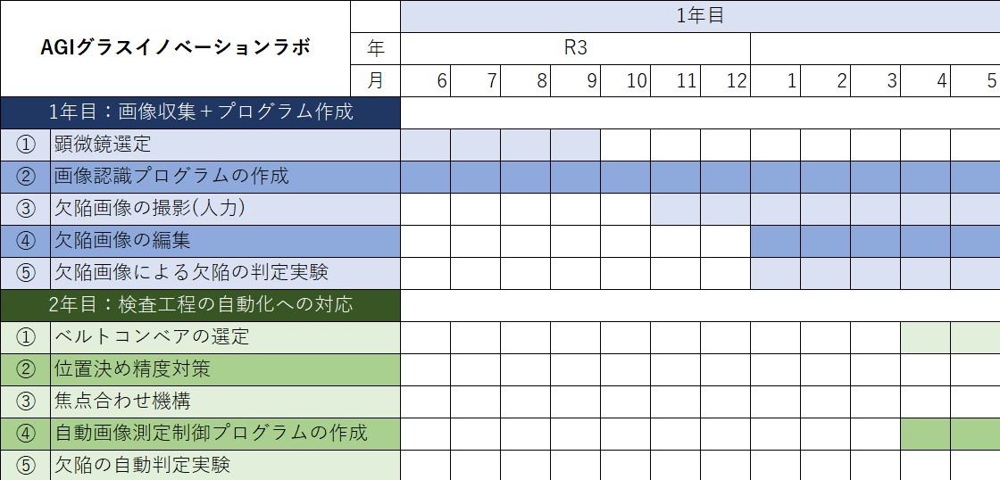 AGIグラスイノベーションラボ
1年目
年 R3
月 6 7 8 9 10 11 12 1 2 3 4 5
1年目：画像収集＋プログラム作成
① 顕微鏡選定
② 画像認識プログラムの作成
③ 欠陥画像の撮影(人力)
④ 欠陥画像の編集
⑤ 欠陥画像による欠陥の判定実験
2年目：検査工程の自動化への対応
① ベルトコンベアの選定
② 位置決め精度対策
③ 焦点合わせ機構
④ 自動画像測定制御プログラムの作成
⑤ 欠陥の自動判定実験